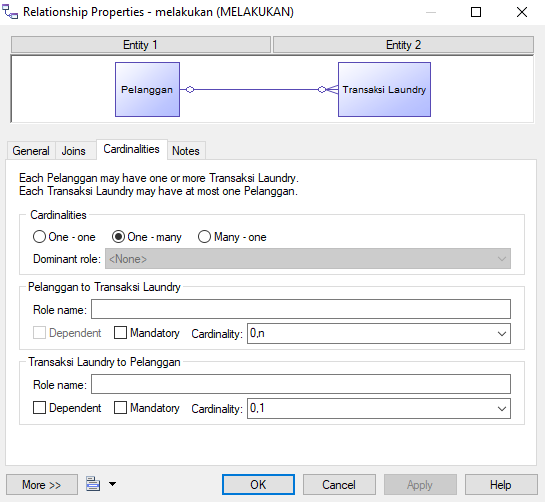 Relationship Properties - melakukan (MELAKUKAN)
Entity 1 Entity 2
Pelanggan Transaksi Laundry
General Joins Cardinalities Notes
Each Pelanggan may have one or more Transaksi Laundry.
Each Transaksi Laundry may have at most one Pelanggan.
Cardinalities
One - one One - many Many - one
Dominant role: <None>
Pelanggan to Transaksi Laundry
Role name:
Dependent Mandatory Cardinality: 0,n
Transaksi Laundry to Pelanggan
Role name:
Dependent Mandatory Cardinality: 0,1
More >> OK Cancel Apply Help